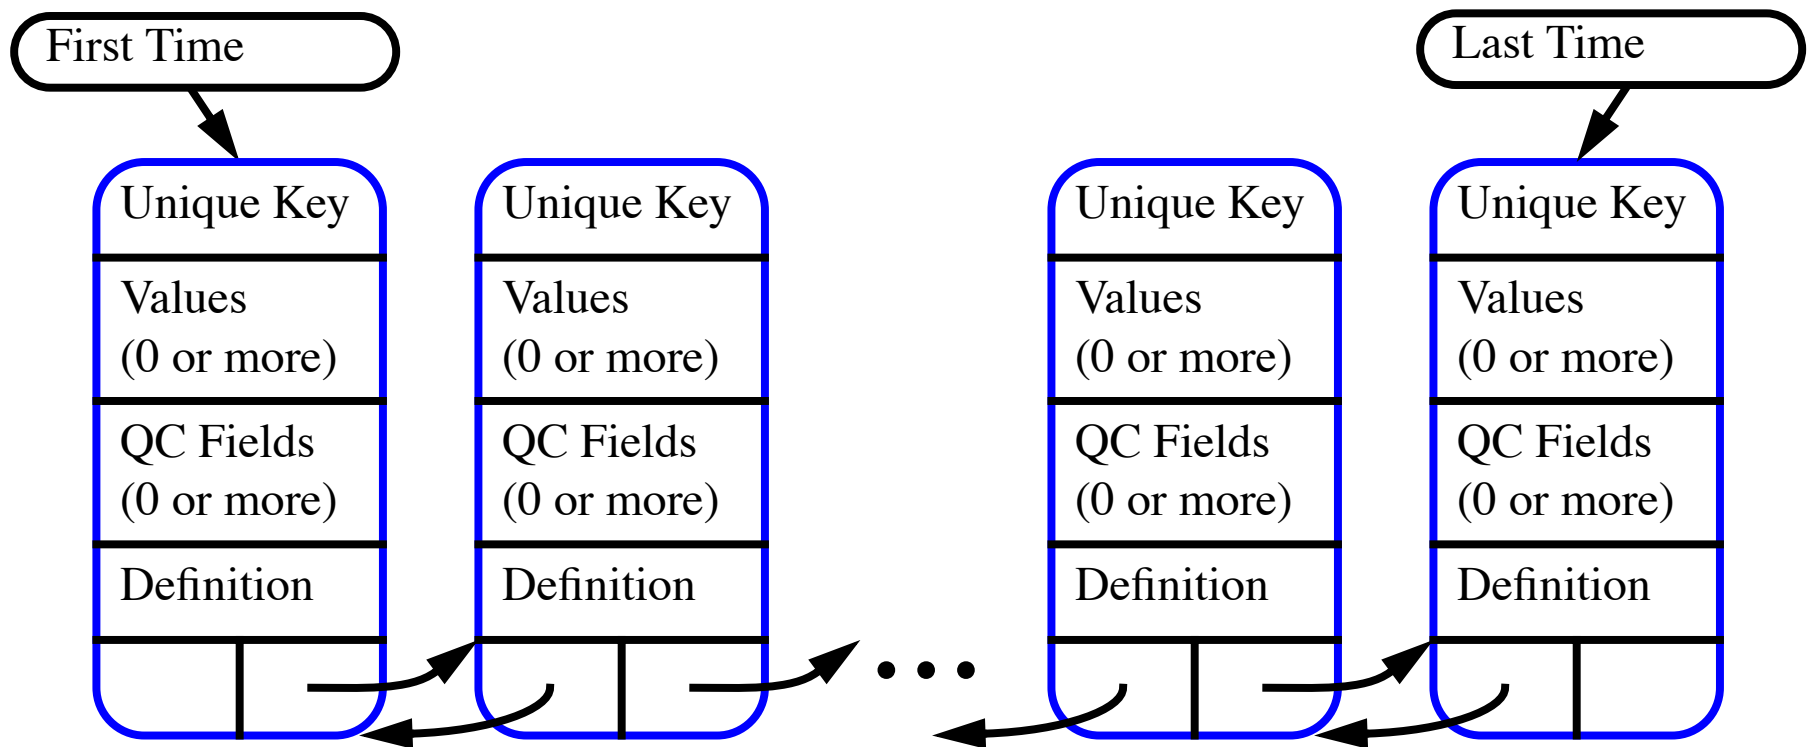 First Time
Last Time
Unique Key
Values
(0 or more)
QC Fields
(0 or more)
Definition
Unique Key
Values
(0 or more)
QC Fields
(0 or more)
Definition
• • •
Unique Key
Values
(0 or more)
QC Fields
(0 or more)
Definition
Unique Key
Values
(0 or more)
QC Fields
(0 or more)
Definition